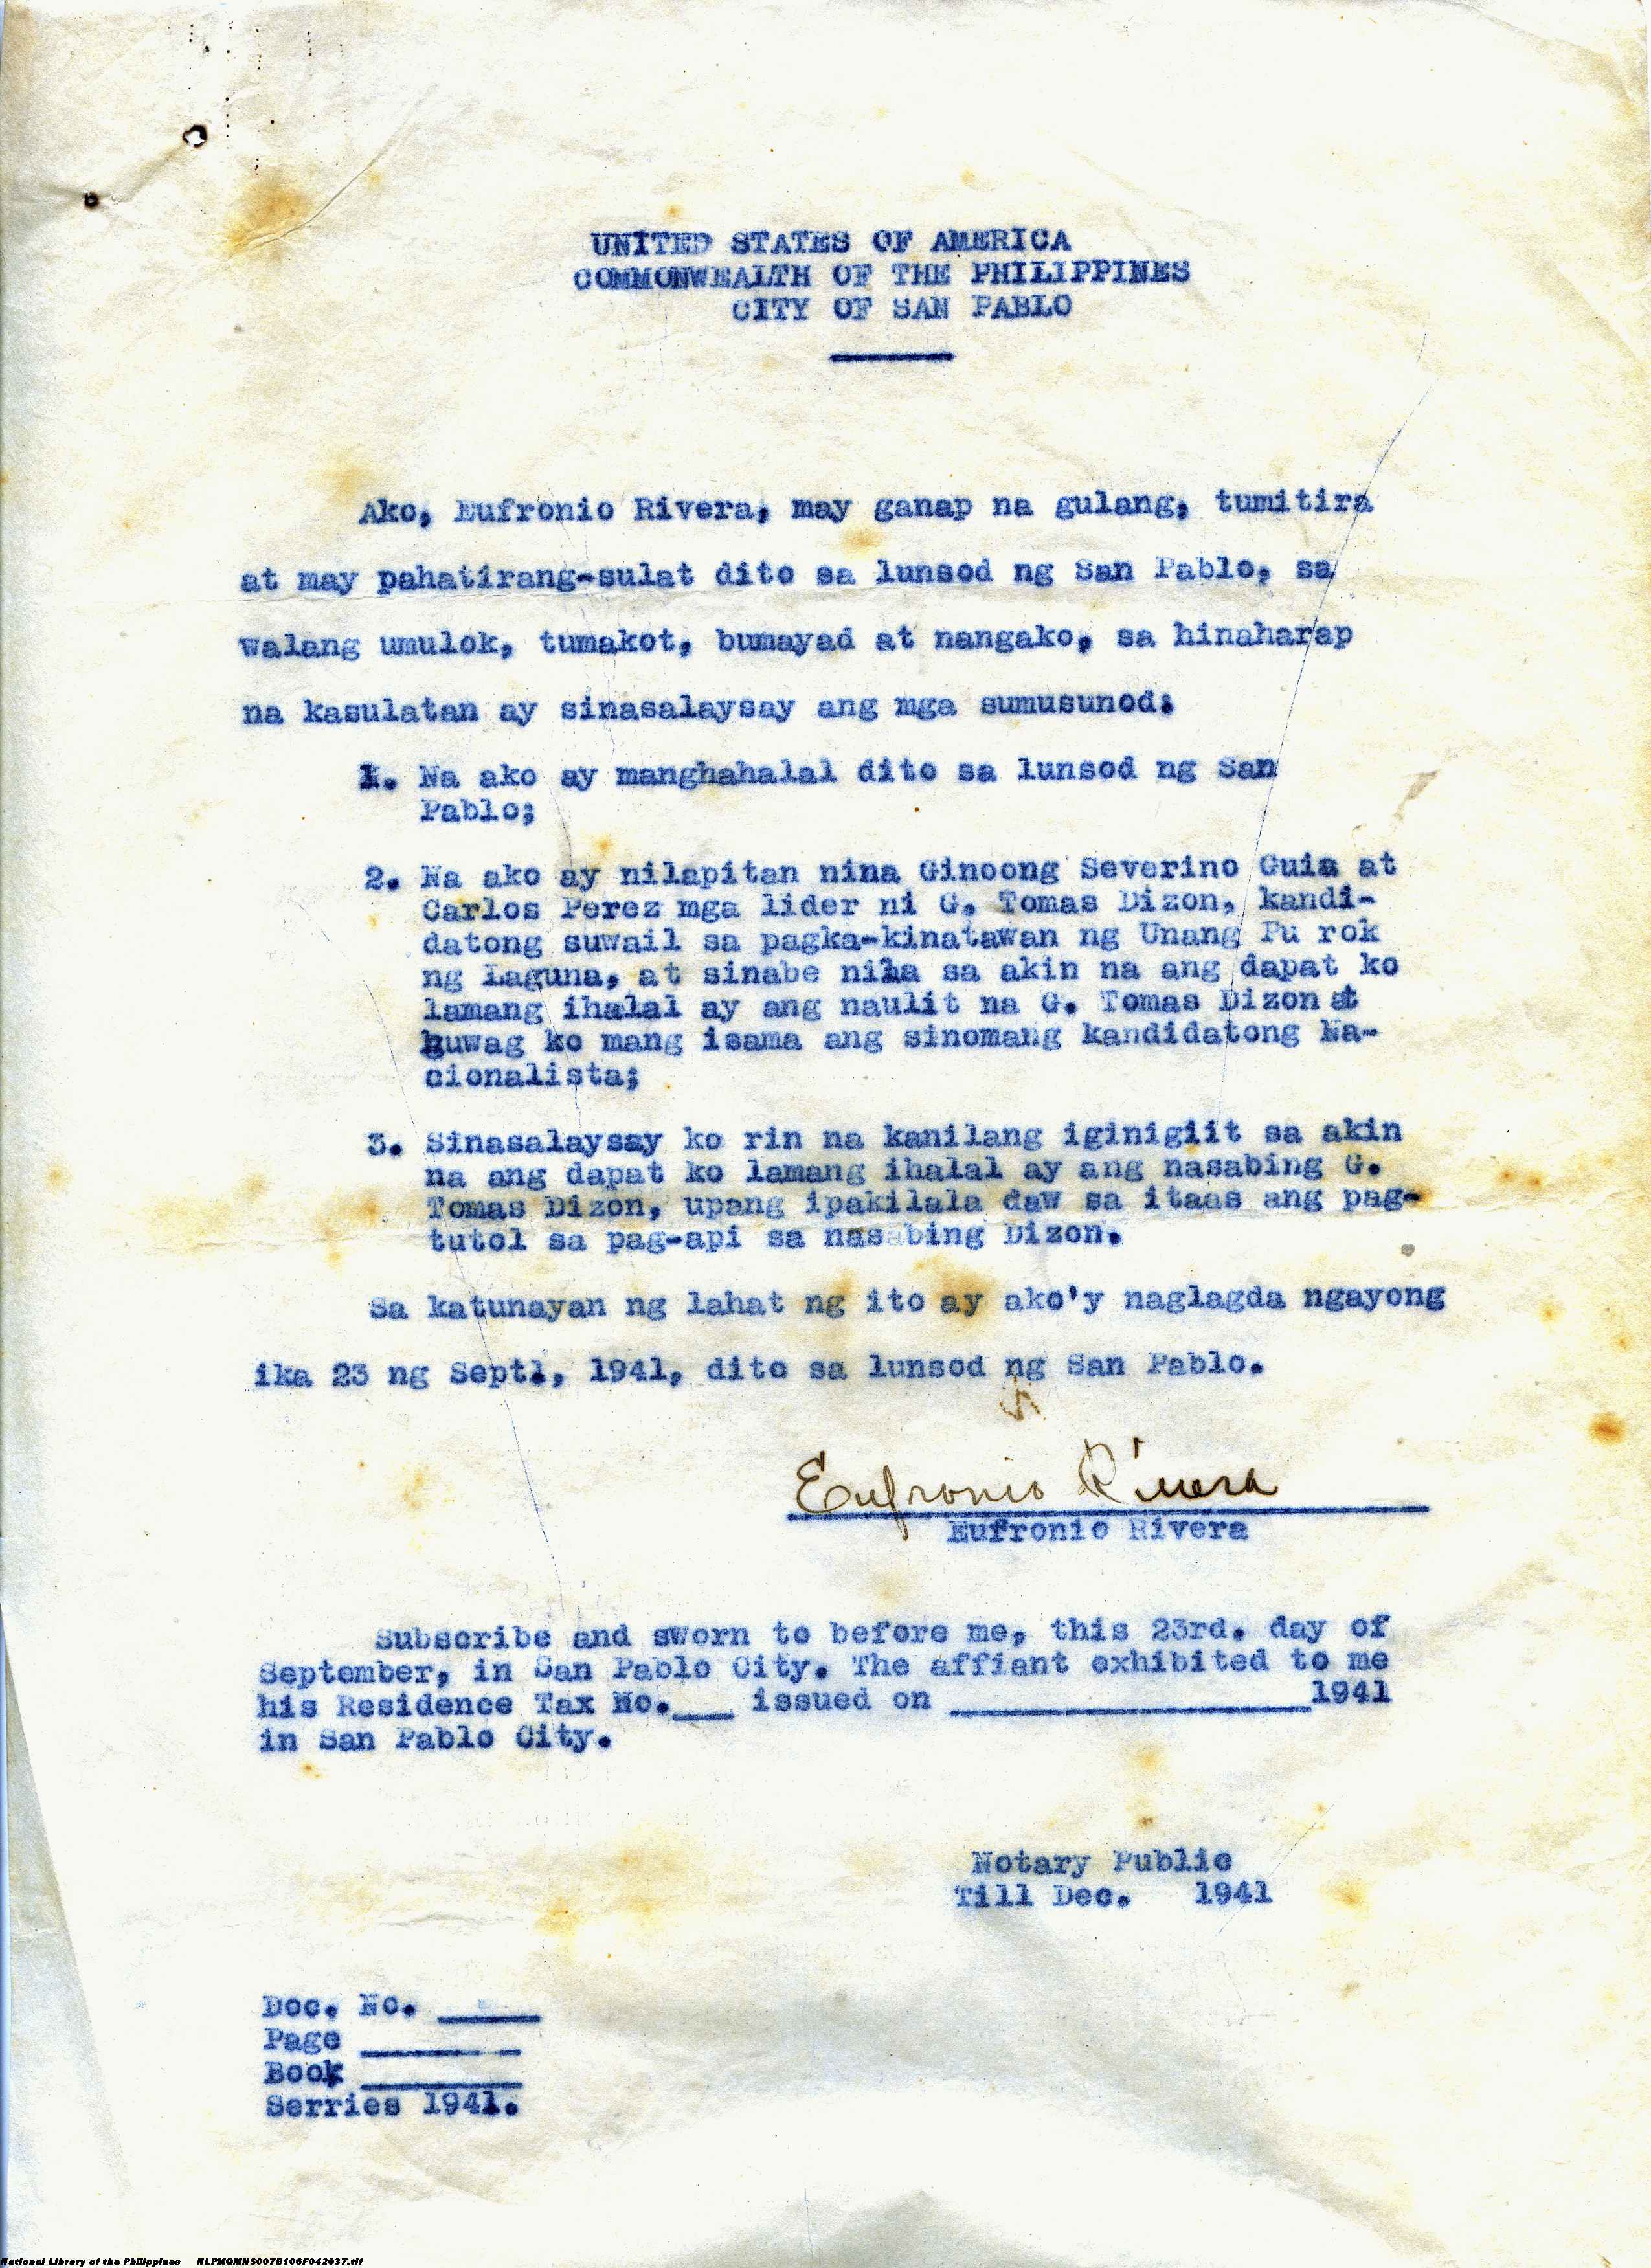 UNITED STATES OF AMERICA
COMMONWEALTH OF THE PHILIPPINES
CITY OF SAN PABLO
Ako, Eufronio Rivera, may ganap na gulang, tumitira
at may pahatirang-sulat dito sa lunsod ng San Pablo, sa
walang umulok, tumakot, bumayad at nangako, sa hinaharap
na kasulatan ay sinasalaysay ang mga sumusunod:
1. Na ako ay manghahalal dito sa lunsod ng San
Pablo;
2. Na ako ay nilapitan nina Ginoong Severino Guia at
Carlos Perez mga lider ni G. Tomas Dizon, kandi-
datong suwail sa pagka-kinatawan ng Unang Pu rok
ng Laguna, at sinabe nila sa akin na ang dapat ko
lamang ihalal ay ang naulit na G. Tomas Dizon at
huwag ko mang isama ang sinomang kandidatong Na-
cionalista;
3. Sinasalaysay ko rin na kanilang iginigiit sa akin
na ang dapat ko lamang ihalal ay ang nasabing G.
Tomas Dizon, upang ipakilala daw sa itaas ang pag-
tutol sa pag-api sa nasabing Dizon.
Sa katunayan ng lahat ng ito ay ako'y naglagda ngayong
ika 23 ng Sept., 1941, dito sa lunsod ng San Pablo.
Eufronio Rivera
Eufronio Rivera
Subscribe and sworn to before me, this 23rd. day of
September, in San Pablo City. The affiant exhibited to me
his Residence Tax No.___ issued on ______________1941
in San Pablo City.
Notary Public
Till Dec. 1941
Doc. No. _____
Page ________
Book ________
Serries 1941.
National Library of the Philippines NLPMQMNS007B106F042037.tif